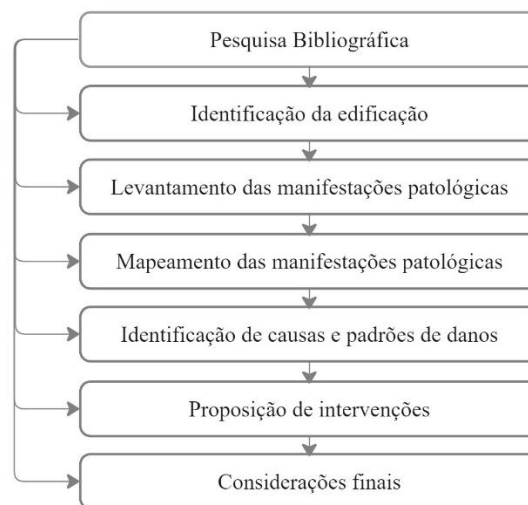 Pesquisa Bibliográfica
Identificação da edificação
Levantamento das manifestações patológicas
Mapeamento das manifestações patológicas
Identificação de causas e padrões de danos
Proposição de intervenções
Considerações finais